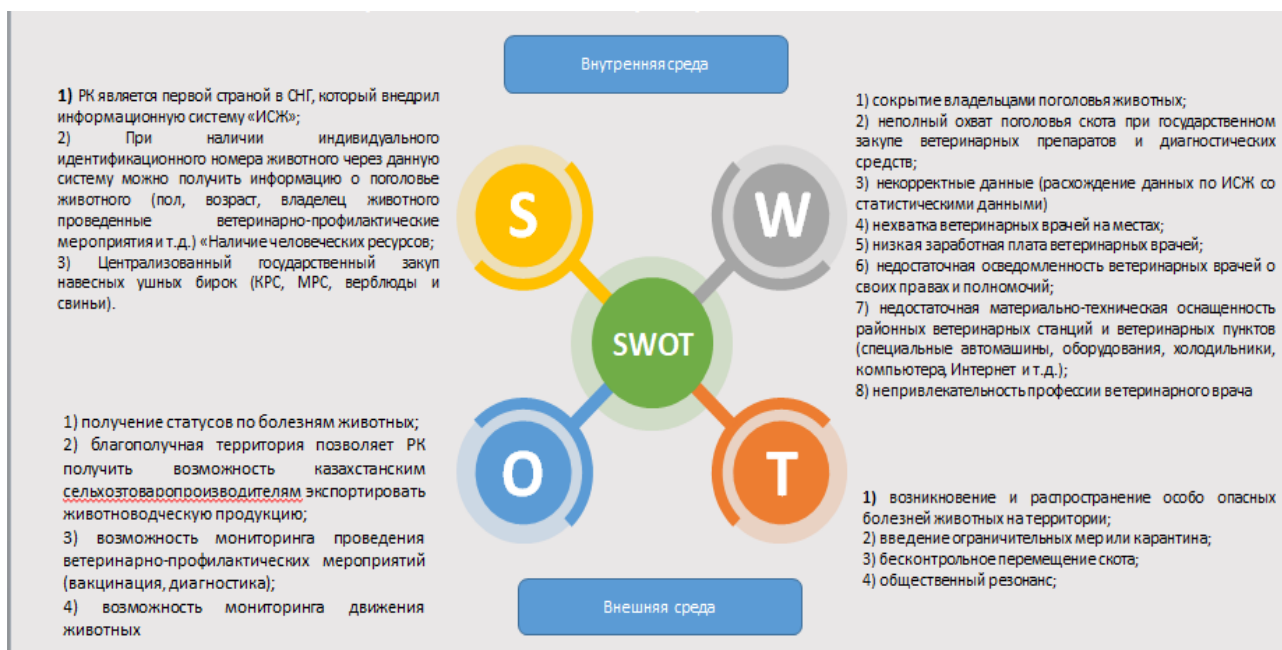 Внутренняя среда
1) РК является первой страной в СНГ, который внедрил
информационную систему «ИСЖ»;
2) При наличии индивидуального
идентификационного номера животного через данную
систему можно получить информацию о поголовье
животного (пол, возраст, владелец животного
проведенные ветеринарно-профилактические
мероприятия и т.д.) «Наличие человеческих ресурсов;
3) Централизованный государственный закуп
навесных ушных бирок (КРС, МРС, верблюды и
свиньи).
1) сокрытие владельцами поголовья животных;
2) неполный охват поголовья скота при государственном
закупе ветеринарных препаратов и диагностических
средств;
3) некорректные данные (расхождение данных по ИСЖ со
статистическими данными)
4) нехватка ветеринарных врачей на местах;
5) низкая заработная плата ветеринарных врачей;
6) недостаточная осведомленность ветеринарных врачей о
своих правах и полномочий;
7) недостаточная материально-техническая оснащенность
районных ветеринарных станций и ветеринарных пунктов
(специальные автомашины, оборудования, холодильники,
компьютера, Интернет и т.д.);
8) непривлекательность профессии ветеринарного врача
S
W
SWOT
O
T
1) получение статусов по болезням животных;
2) благополучная территория позволяет РК
получить возможность казахстанским
сельхозтоваропроизводителям экспортировать
животноводческую продукцию;
3) возможность мониторинга проведения
ветеринарно-профилактических мероприятий
(вакцинация, диагностика);
4) возможность мониторинга движения
животных
1) возникновение и распространение особо опасных
болезней животных на территории;
2) введение ограничительных мер или карантина;
3) бесконтрольное перемещение скота;
4) общественный резонанс;
Внешняя среда